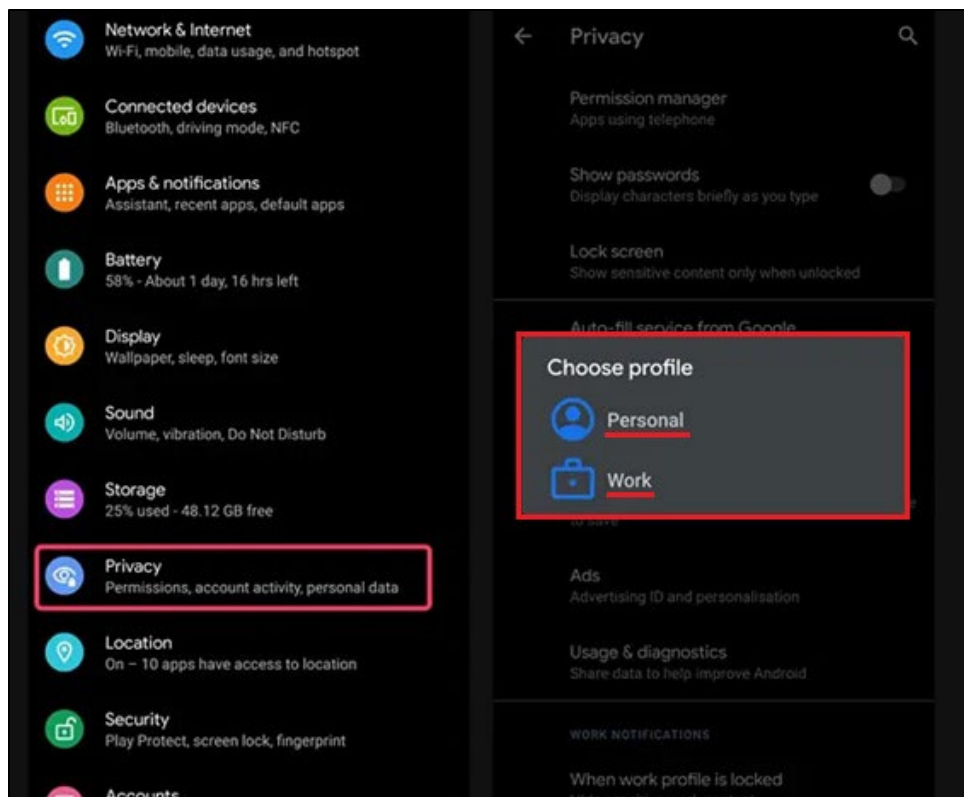 Network & Internet
Wi-Fi, mobile, data usage, and hotspot
Connected devices
Bluetooth, driving mode, NFC
Apps & notifications
Assistant, recent apps, default apps
Battery
58% - About 1 day, 16 hrs left
Display
Wallpaper, sleep, font size
Sound
Volume, vibration, Do Not Disturb
Storage
25% used - 48.12 GB free
Privacy
Permissions, account activity, personal data
Location
On – 10 apps have access to location
Security
Play Protect, screen lock, fingerprint
Accounts
Privacy
Permission manager
Apps using telephone
Show passwords
Display characters briefly as you type
Lock screen
Show sensitive content only when unlocked
Auto-fill service from Google
Choose profile
Personal
Work
to save
Ads
Advertising ID and personalisation
Usage & diagnostics
Share data to help improve Android
WORK NOTIFICATIONS
When work profile is locked